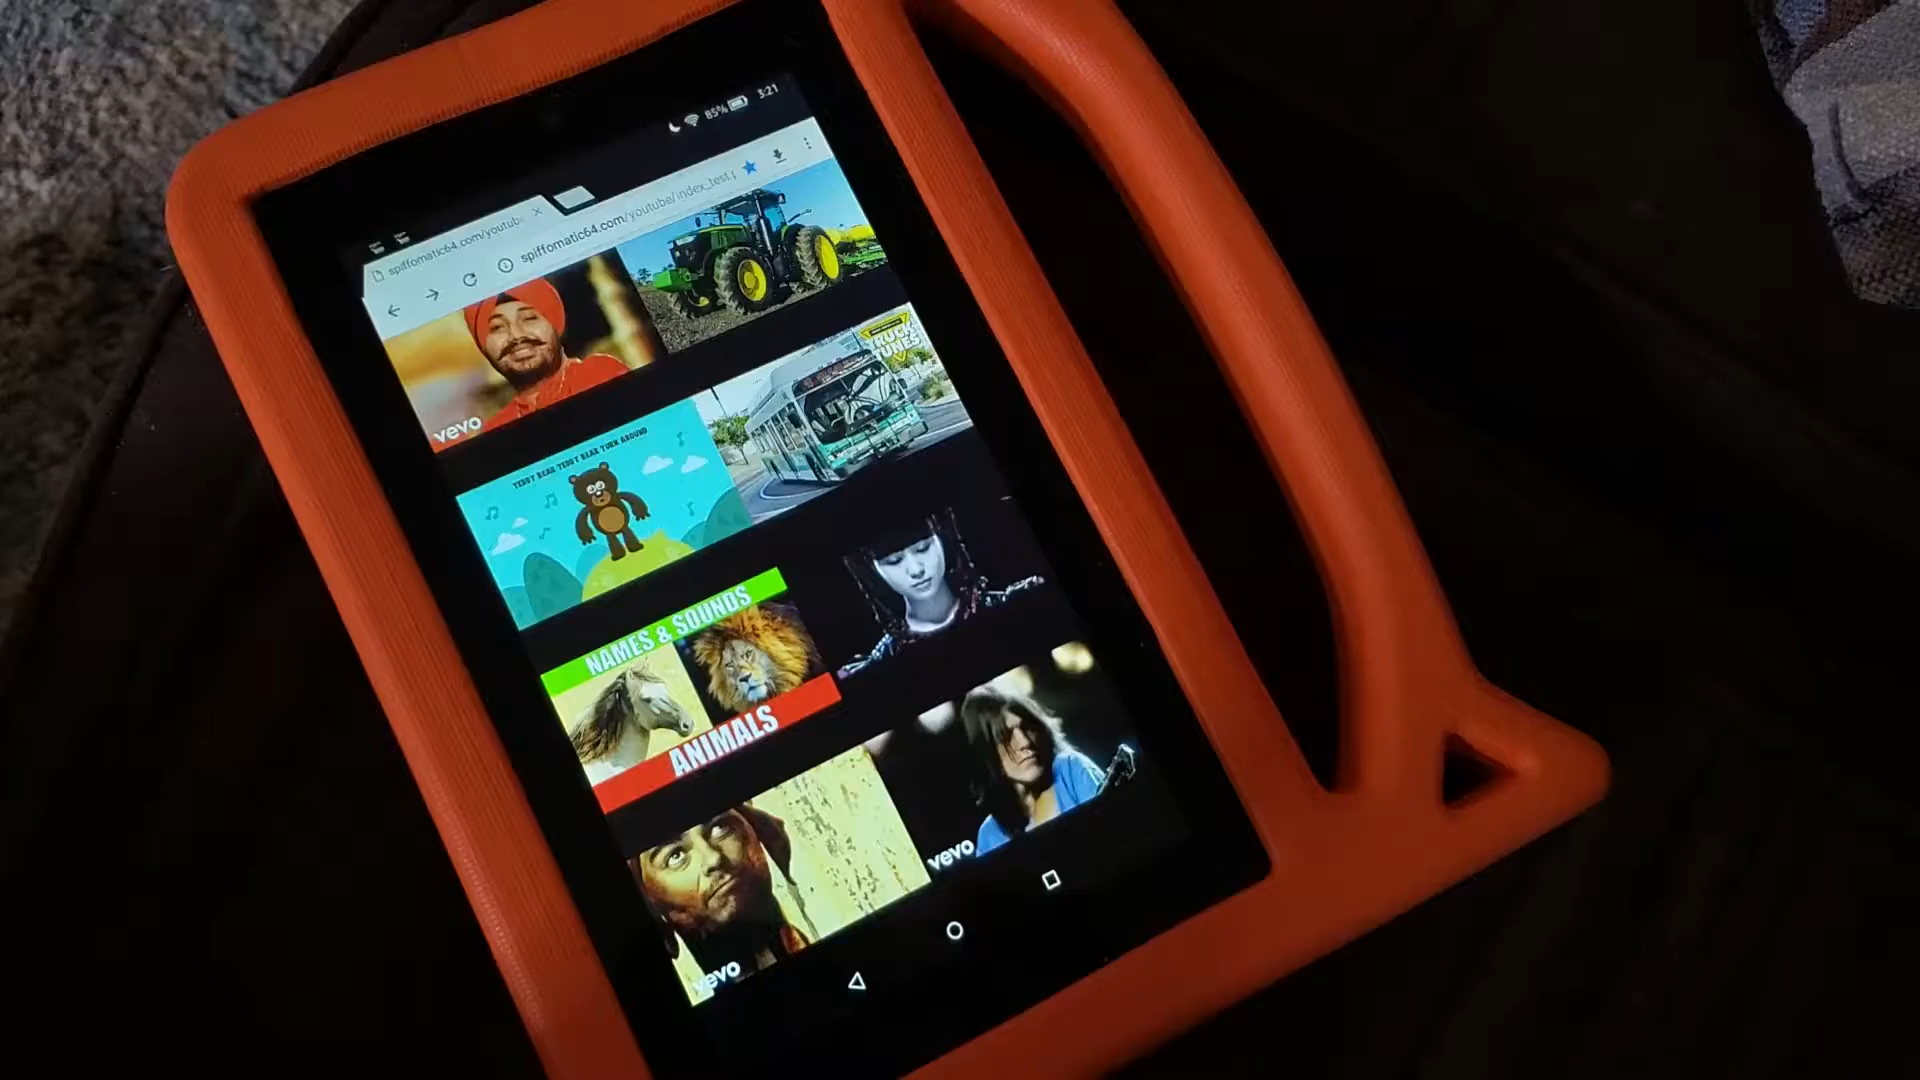 85% 3:21
spiffomatic64.com/youtube
spiffomatic64.com/youtube/index_test.p
vevo
TRUCK
TUNES
TEDDY BEAR TEDDY BEAR TURN AROUND
NAMES & SOUNDS
ANIMALS
vevo
vevo